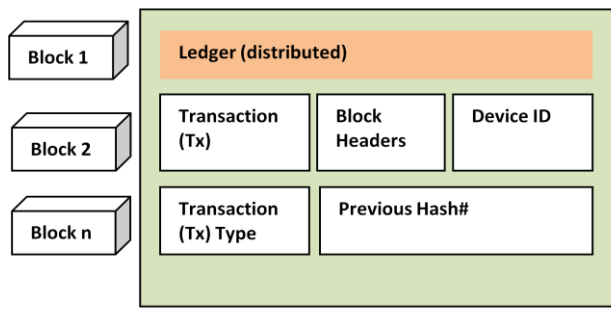 Block 1
Ledger (distributed)
Block 2
Transaction
(Tx)
Block
Headers
Device ID
Block n
Transaction
(Tx) Type
Previous Hash#